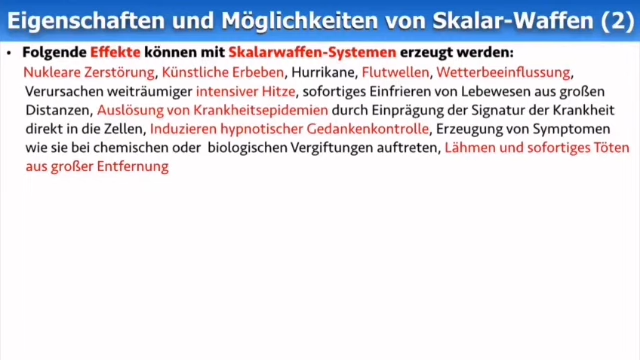 Eigenschaften und Möglichkeiten von Skalar-Waffen (2)
• Folgende Effekte können mit Skalarwaffen-Systemen erzeugt werden:
Nukleare Zerstörung, Künstliche Erbeben, Hurrikane, Flutwellen, Wetterbeeinflussung,
Verursachen weiträumiger intensiver Hitze, sofortiges Einfrieren von Lebewesen aus großen
Distanzen, Auslösung von Krankheitsepidemien durch Einprägung der Signatur der Krankheit
direkt in die Zellen, Induzieren hypnotischer Gedankenkontrolle, Erzeugung von Symptomen
wie sie bei chemischen oder biologischen Vergiftungen auftreten, Lähmen und sofortiges Töten
aus großer Entfernung